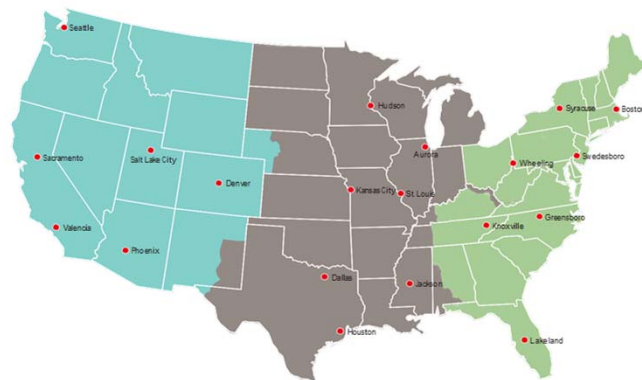 Seattle
Hudson
Syracuse
Boston
Sacramento
Salt Lake City
Aurora
Wheeling
Swedesboro
Denver
Kansas City
St. Louis
Valencia
Phoenix
Knoxville
Greensboro
Dallas
Jackson
Houston
Lakeland